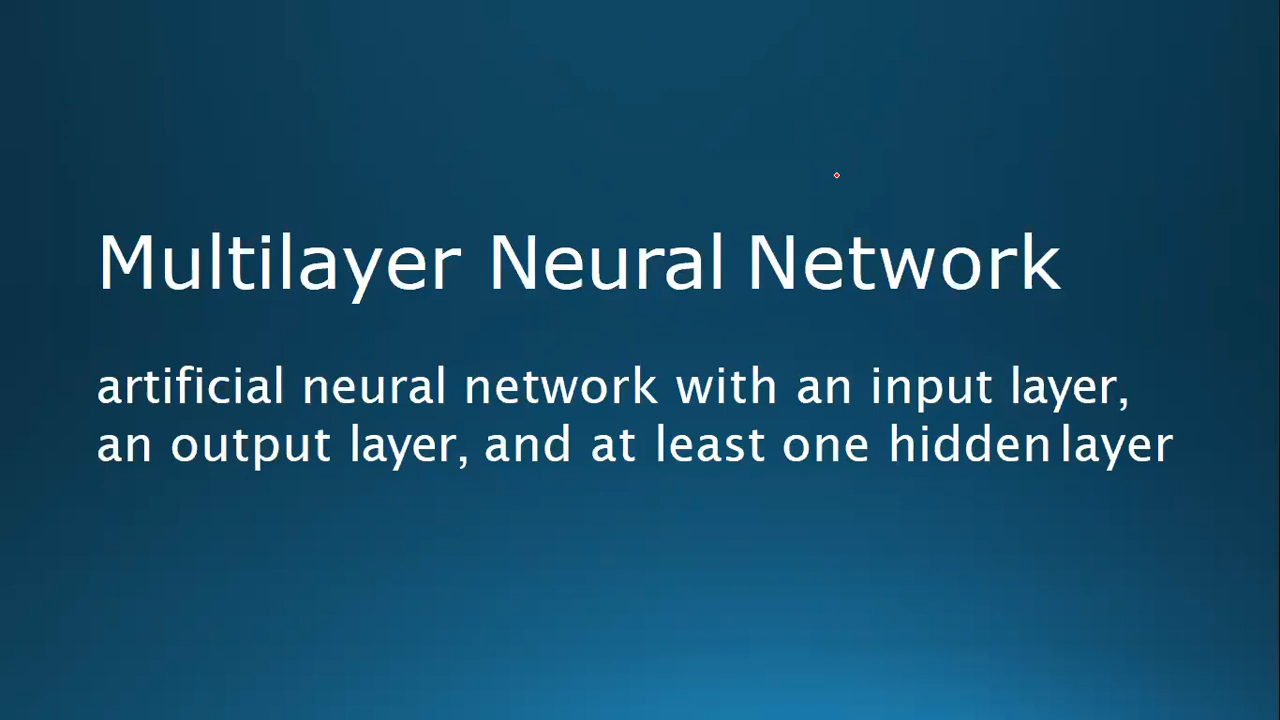 Multilayer Neural Network
artificial neural network with an input layer,
an output layer, and at least one hidden layer